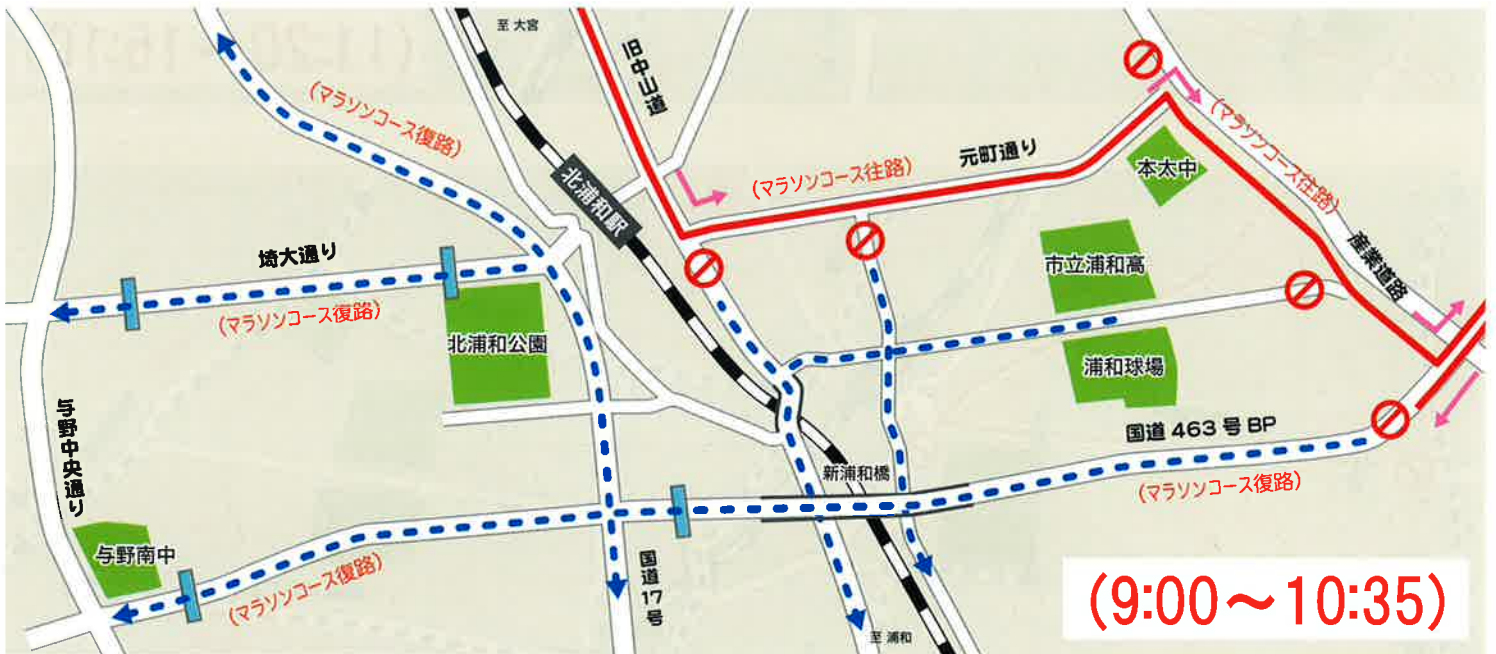 至 大宮
旧中山道
(マラソンコース復路)
北浦和駅
(マラソンコース往路)
元町通り
本太中
(マラソンコース往路)
産業道路
市立浦和高
浦和球場
埼大通り
(マラソンコース復路)
北浦和公園
与野中央通り
国道 463 号 BP
(マラソンコース復路)
新浦和橋
与野南中
(マラソンコース復路)
国道17号
至 浦和
(9:00～10:35)